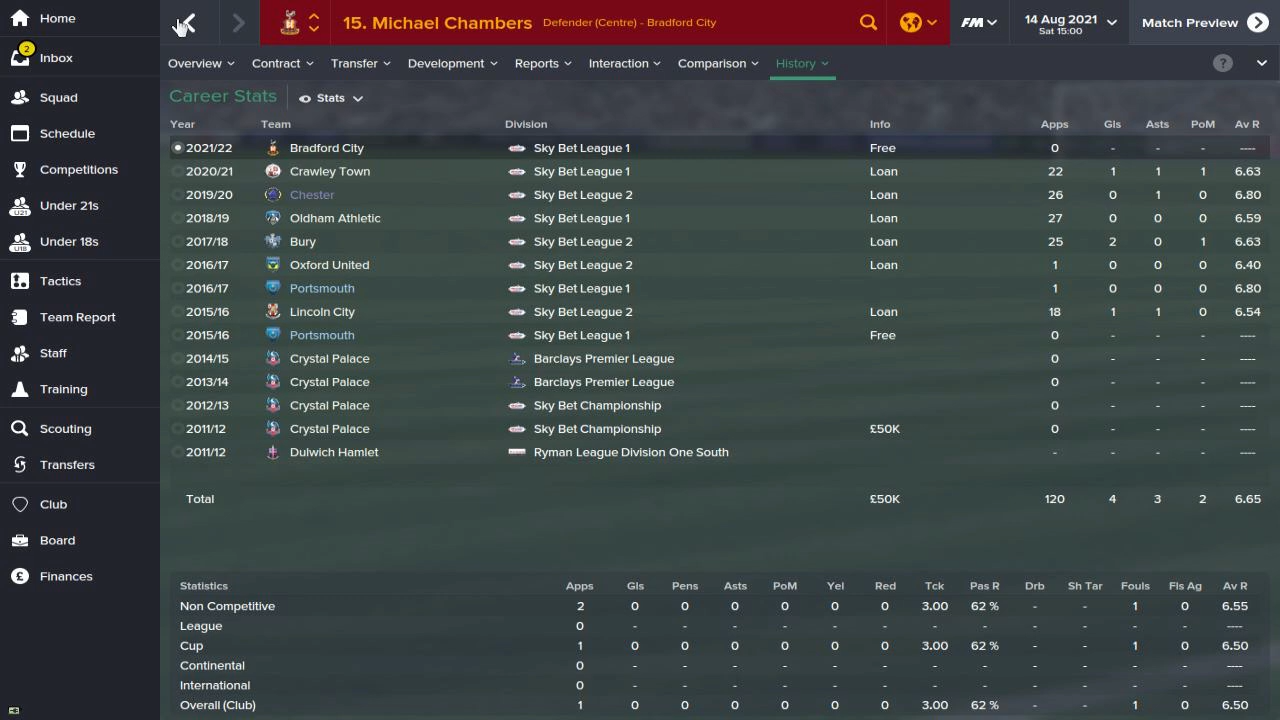 Home
2
Inbox
Squad
Schedule
Competitions
U21
Under 21s
U18
Under 18s
Tactics
Team Report
Staff
Training
Scouting
Transfers
Club
Board
£
Finances
15. Michael Chambers Defender (Centre) - Bradford City
FM
14 Aug 2021
Sat 15:00
Match Preview
Overview Contract Transfer Development Reports Interaction Comparison History ?
Career Stats Stats
Year Team Division Info Apps Gls Asts PoM Av R
2021/22 Bradford City Sky Bet League 1 Free 0 - - - ----
2020/21 Crawley Town Sky Bet League 1 Loan 22 1 1 1 6.63
2019/20 Chester Sky Bet League 2 Loan 26 0 1 0 6.80
2018/19 Oldham Athletic Sky Bet League 1 Loan 27 0 0 0 6.59
2017/18 Bury Sky Bet League 2 Loan 25 2 0 1 6.63
2016/17 Oxford United Sky Bet League 2 Loan 1 0 0 0 6.40
2016/17 Portsmouth Sky Bet League 1 1 0 0 0 6.80
2015/16 Lincoln City Sky Bet League 2 Loan 18 1 1 0 6.54
2015/16 Portsmouth Sky Bet League 1 Free 0 - - - ----
2014/15 Crystal Palace Barclays Premier League 0 - - - ----
2013/14 Crystal Palace Barclays Premier League 0 - - - ----
2012/13 Crystal Palace Sky Bet Championship 0 - - - ----
2011/12 Crystal Palace Sky Bet Championship £50K 0 - - - ----
2011/12 Dulwich Hamlet Ryman League Division One South - - - - ----
Total £50K 120 4 3 2 6.65
Statistics Apps Gls Pens Asts PoM Yel Red Tck Pas R Drb Sh Tar Fouls Fls Ag Av R
Non Competitive 2 0 0 0 0 0 0 3.00 62 % - - 1 0 6.55
League 0 - - - - - - - - - - - - ----
Cup 1 0 0 0 0 0 0 3.00 62 % - - 1 0 6.50
Continental 0 - - - - - - - - - - - - ----
International 0 - - - - - - - - - - - - ----
Overall (Club) 1 0 0 0 0 0 0 3.00 62 % - - 1 0 6.50